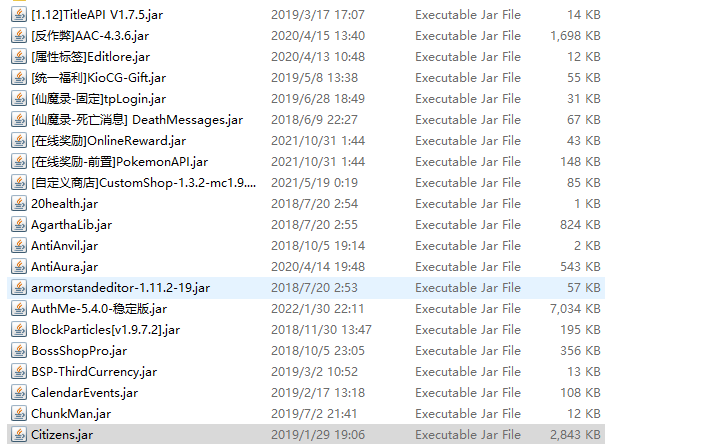 [1.12]TitleAPI V1.7.5.jar 2019/3/17 17:07 Executable Jar File 14 KB
[反作弊]AAC-4.3.6.jar 2020/4/15 13:40 Executable Jar File 1,698 KB
[属性标签]Editlore.jar 2020/4/13 10:48 Executable Jar File 12 KB
[统一福利]KioCG-Gift.jar 2019/5/8 13:38 Executable Jar File 55 KB
[仙魔录-固定]tpLogin.jar 2019/6/28 18:49 Executable Jar File 31 KB
[仙魔录-死亡消息] DeathMessages.jar 2018/6/9 22:27 Executable Jar File 67 KB
[在线奖励]OnlineReward.jar 2021/10/31 1:44 Executable Jar File 43 KB
[在线奖励-前置]PokemonAPI.jar 2021/10/31 1:44 Executable Jar File 148 KB
[自定义商店]CustomShop-1.3.2-mc1.9.... 2021/5/19 0:19 Executable Jar File 85 KB
20health.jar 2018/7/20 2:54 Executable Jar File 1 KB
AgarthaLib.jar 2018/7/20 2:55 Executable Jar File 824 KB
AntiAnvil.jar 2018/10/5 19:14 Executable Jar File 2 KB
AntiAura.jar 2020/4/14 19:48 Executable Jar File 543 KB
armorstandeditor-1.11.2-19.jar 2018/7/20 2:53 Executable Jar File 57 KB
AuthMe-5.4.0-稳定版.jar 2022/1/30 22:11 Executable Jar File 7,034 KB
BlockParticles[v1.9.7.2].jar 2018/11/30 13:47 Executable Jar File 195 KB
BossShopPro.jar 2018/10/5 23:05 Executable Jar File 356 KB
BSP-ThirdCurrency.jar 2019/3/2 10:52 Executable Jar File 13 KB
CalendarEvents.jar 2019/2/17 13:18 Executable Jar File 108 KB
ChunkMan.jar 2019/7/2 21:41 Executable Jar File 12 KB
Citizens.jar 2019/1/29 19:06 Executable Jar File 2,843 KB